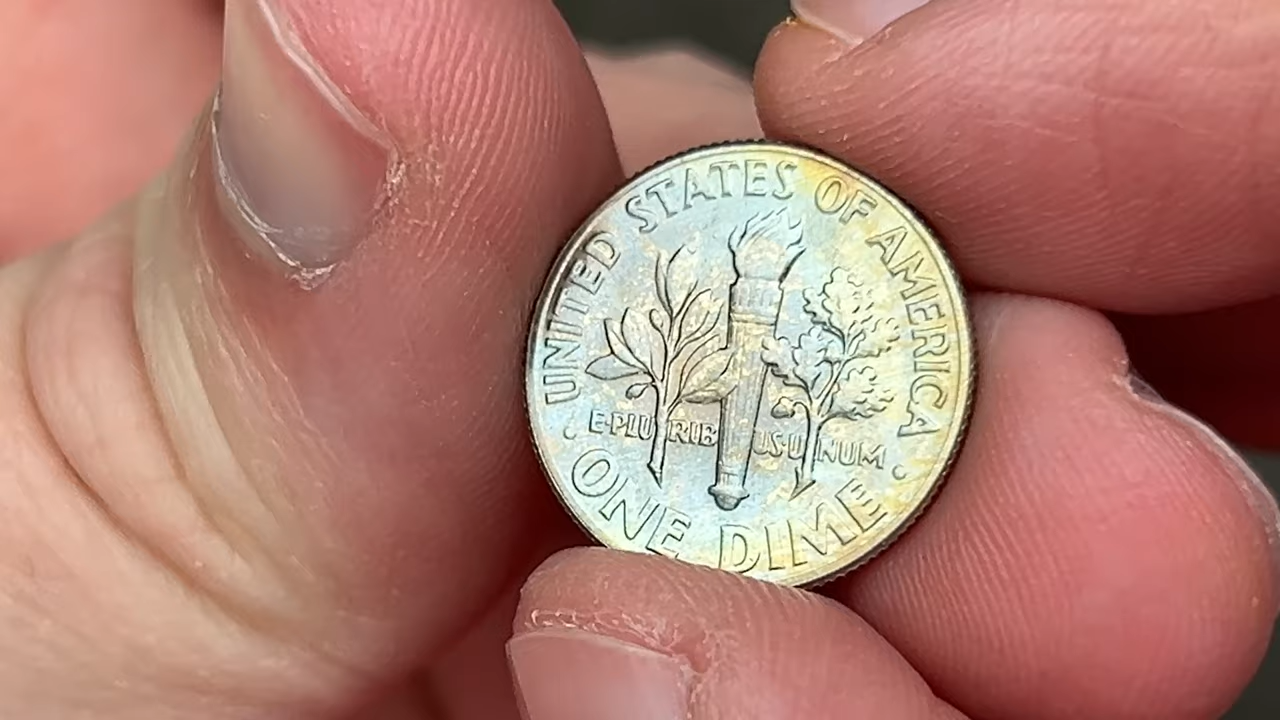 UNITED STATES OF AMERICA
E·PLURIBUS·UNUM
· ONE DIME ·